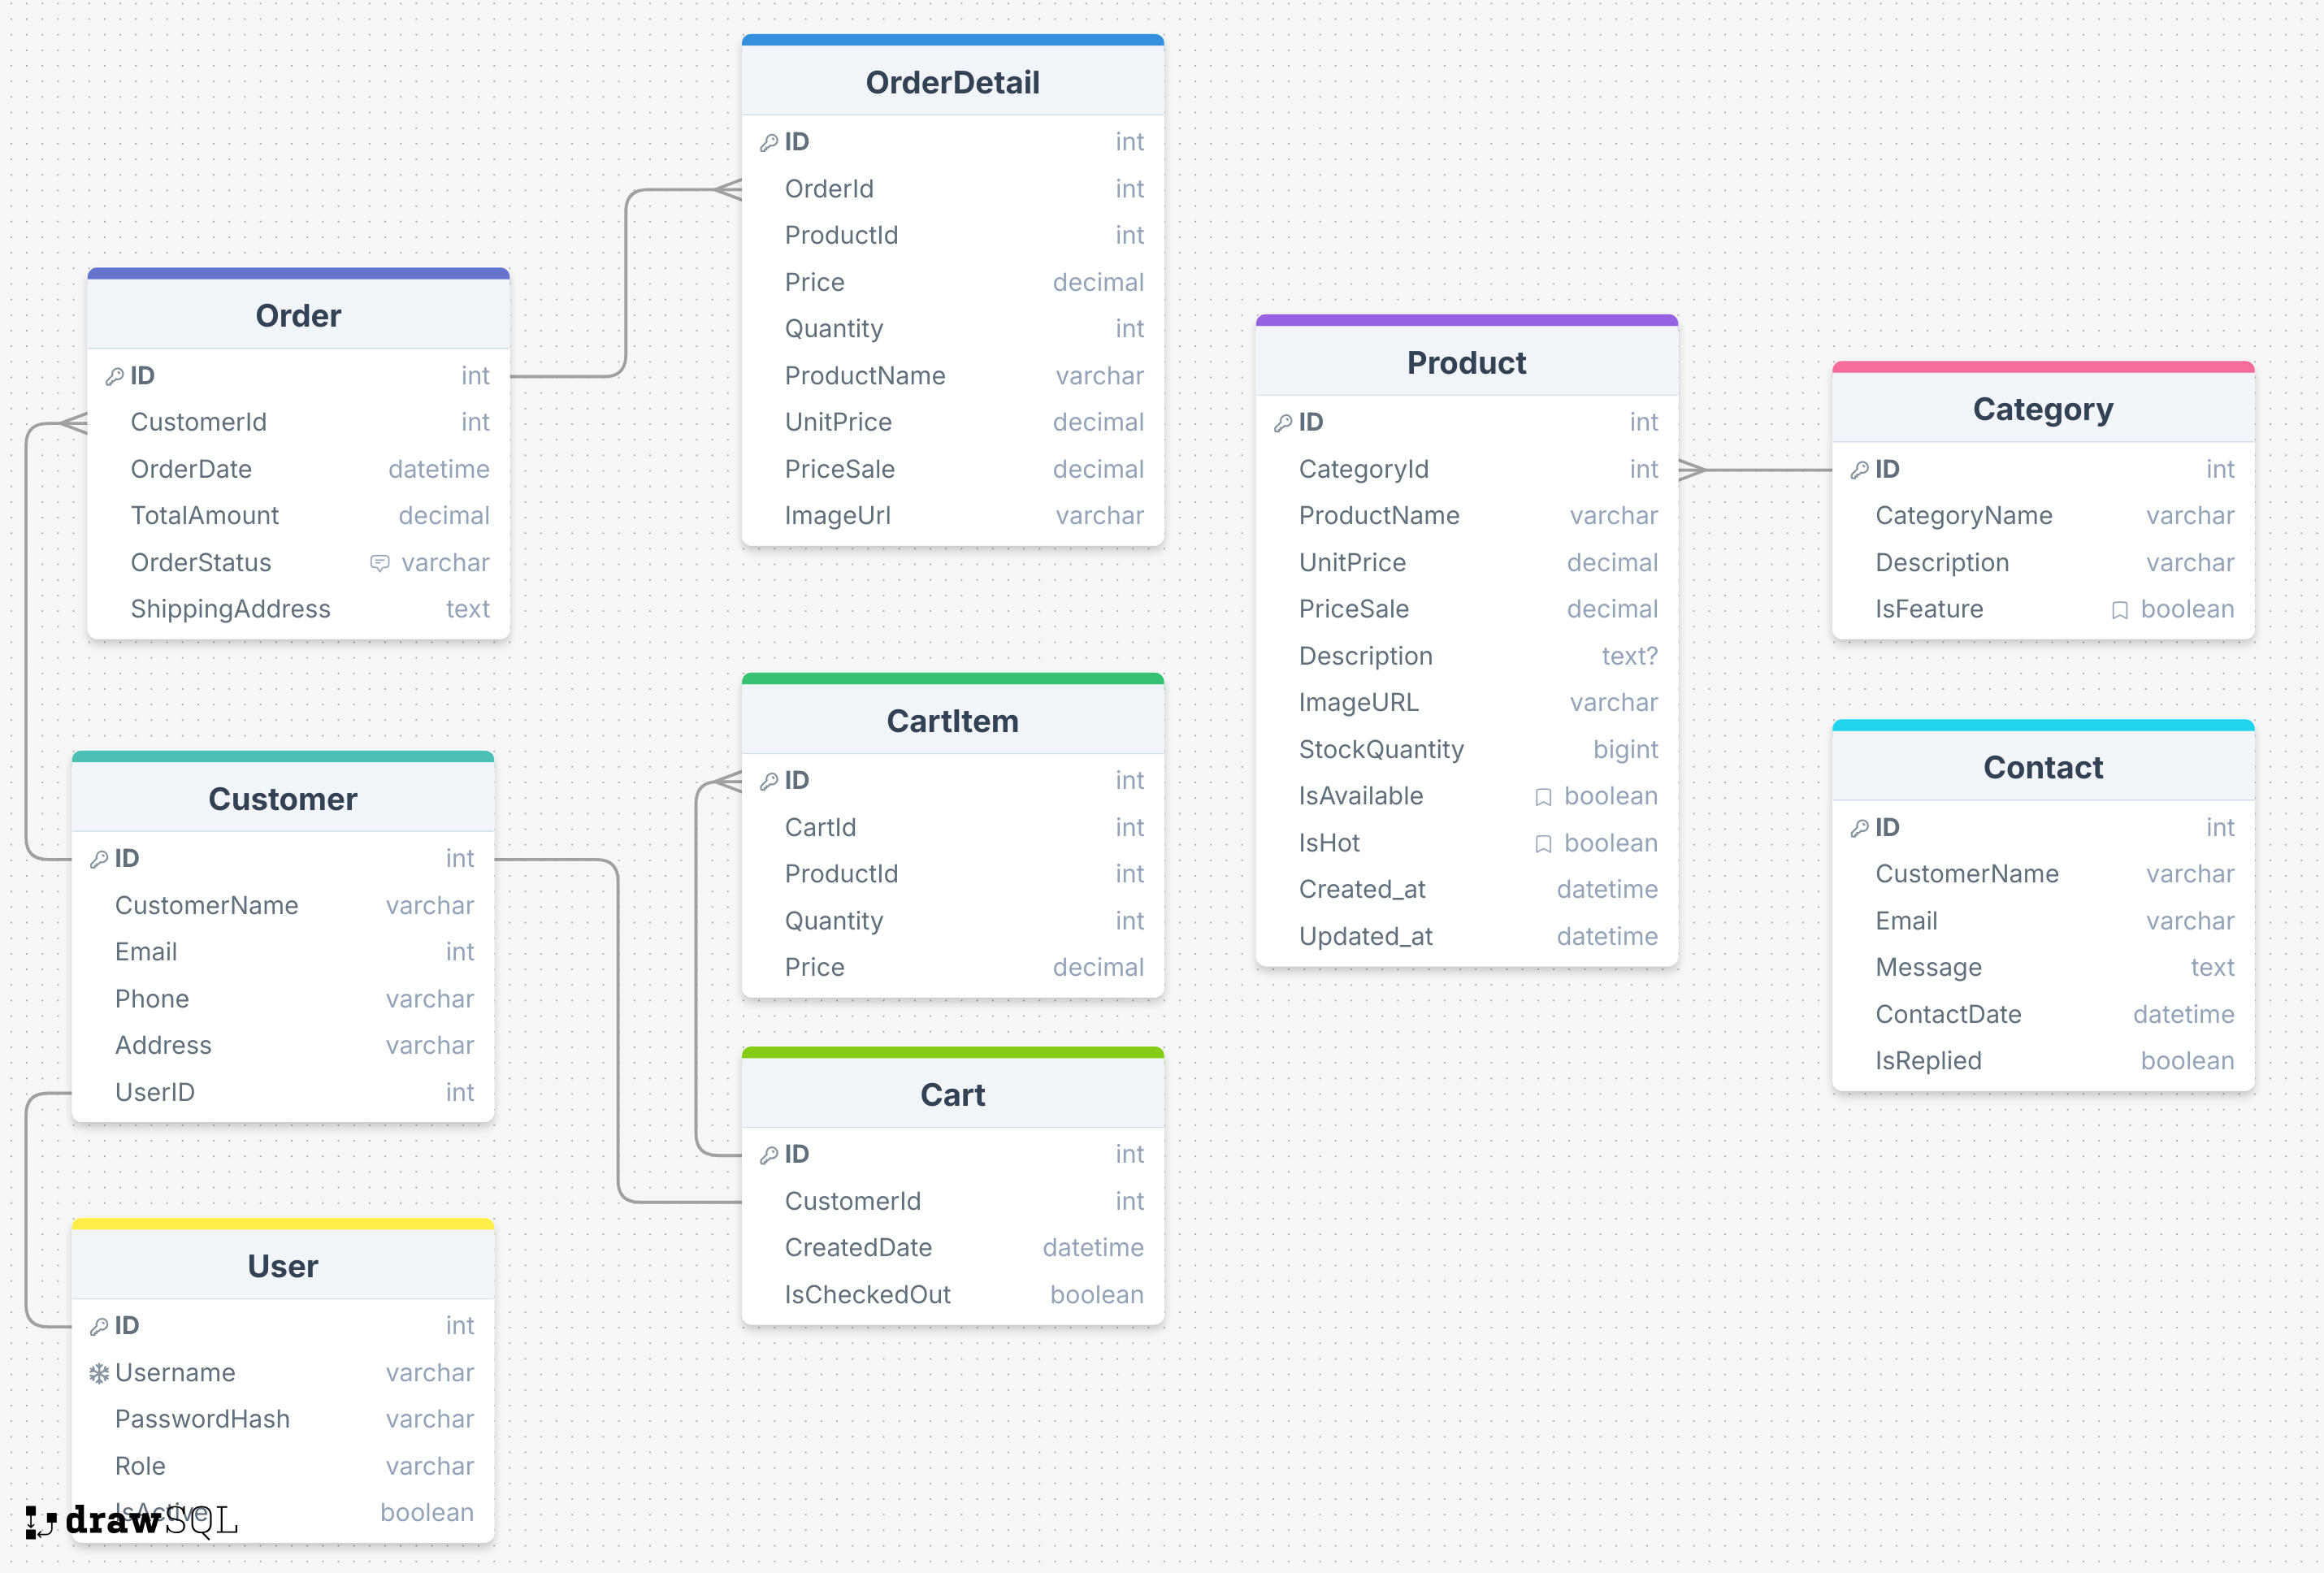 OrderDetail
ID int
OrderId int
ProductId int
Price decimal
Quantity int
ProductName varchar
UnitPrice decimal
PriceSale decimal
ImageUrl varchar
Order
ID int
CustomerId int
OrderDate datetime
TotalAmount decimal
OrderStatus varchar
ShippingAddress text
Product
ID int
CategoryId int
ProductName varchar
UnitPrice decimal
PriceSale decimal
Description text?
ImageURL varchar
StockQuantity bigint
IsAvailable boolean
IsHot boolean
Created_at datetime
Updated_at datetime
Category
ID int
CategoryName varchar
Description varchar
IsFeature boolean
CartItem
ID int
CartId int
ProductId int
Quantity int
Price decimal
Contact
ID int
CustomerName varchar
Email varchar
Message text
ContactDate datetime
IsReplied boolean
Customer
ID int
CustomerName varchar
Email int
Phone varchar
Address varchar
UserID int
Cart
ID int
CustomerId int
CreatedDate datetime
IsCheckedOut boolean
User
ID int
Username varchar
PasswordHash varchar
Role varchar
IsActive boolean
drawSQL